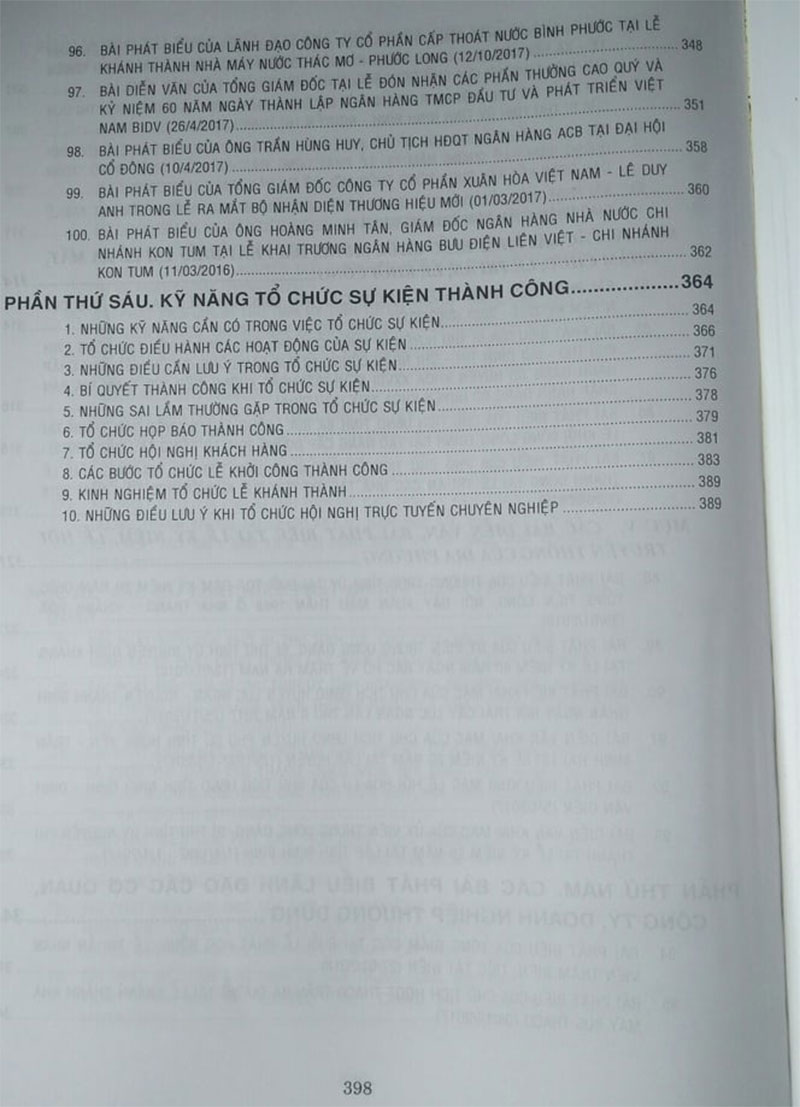 96. BÀI PHÁT BIỂU CỦA LÃNH ĐẠO CÔNG TY CỔ PHẦN CẤP THOÁT NƯỚC BÌNH PHƯỚC TẠI LỄ
KHÁNH THÀNH NHÀ MÁY NƯỚC THÁC MƠ - PHƯỚC LONG (12/10/2017) 348
97. BÀI DIỄN VĂN CỦA TỔNG GIÁM ĐỐC TẠI LỄ ĐÓN NHẬN CÁC PHẦN THƯỞNG CAO QUÝ VÀ
KỶ NIỆM 60 NĂM NGÀY THÀNH LẬP NGÂN HÀNG TMCP ĐẦU TƯ VÀ PHÁT TRIỂN VIỆT
NAM BIDV (26/4/2017) 351
98. BÀI PHÁT BIỂU CỦA ÔNG TRẦN HÙNG HUY, CHỦ TỊCH HĐQT NGÂN HÀNG ACB TẠI ĐẠI HỘI
CỔ ĐÔNG (10/4/2017) 358
99. BÀI PHÁT BIỂU CỦA TỔNG GIÁM ĐỐC CÔNG TY CỔ PHẦN XUÂN HÒA VIỆT NAM - LÊ DUY
ANH TRONG LỄ RA MẮT BỘ NHẬN DIỆN THƯƠNG HIỆU MỚI (01/03/2017) 360
100. BÀI PHÁT BIỂU CỦA ÔNG HOÀNG MINH TÂN, GIÁM ĐỐC NGÂN HÀNG NHÀ NƯỚC CHI
NHÁNH KON TUM TẠI LỄ KHAI TRƯƠNG NGÂN HÀNG BƯU ĐIỆN LIÊN VIỆT - CHI NHÁNH
KON TUM (11/03/2016) 362
PHẦN THỨ SÁU. KỸ NĂNG TỔ CHỨC SỰ KIỆN THÀNH CÔNG 364
1. NHỮNG KỸ NĂNG CẦN CÓ TRONG VIỆC TỔ CHỨC SỰ KIỆN 364
2. TỔ CHỨC ĐIỀU HÀNH CÁC HOẠT ĐỘNG CỦA SỰ KIỆN 366
3. NHỮNG ĐIỀU CẦN LƯU Ý TRONG TỔ CHỨC SỰ KIỆN 371
4. BÍ QUYẾT THÀNH CÔNG KHI TỔ CHỨC SỰ KIỆN 376
5. NHỮNG SAI LẦM THƯỜNG GẶP TRONG TỔ CHỨC SỰ KIỆN 378
6. TỔ CHỨC HỌP BÁO THÀNH CÔNG 379
7. TỔ CHỨC HỘI NGHỊ KHÁCH HÀNG 381
8. CÁC BƯỚC TỔ CHỨC LỄ KHỞI CÔNG THÀNH CÔNG 383
9. KINH NGHIỆM TỔ CHỨC LỄ KHÁNH THÀNH 389
10. NHỮNG ĐIỀU LƯU Ý KHI TỔ CHỨC HỘI NGHỊ TRỰC TUYẾN CHUYÊN NGHIỆP 389
398